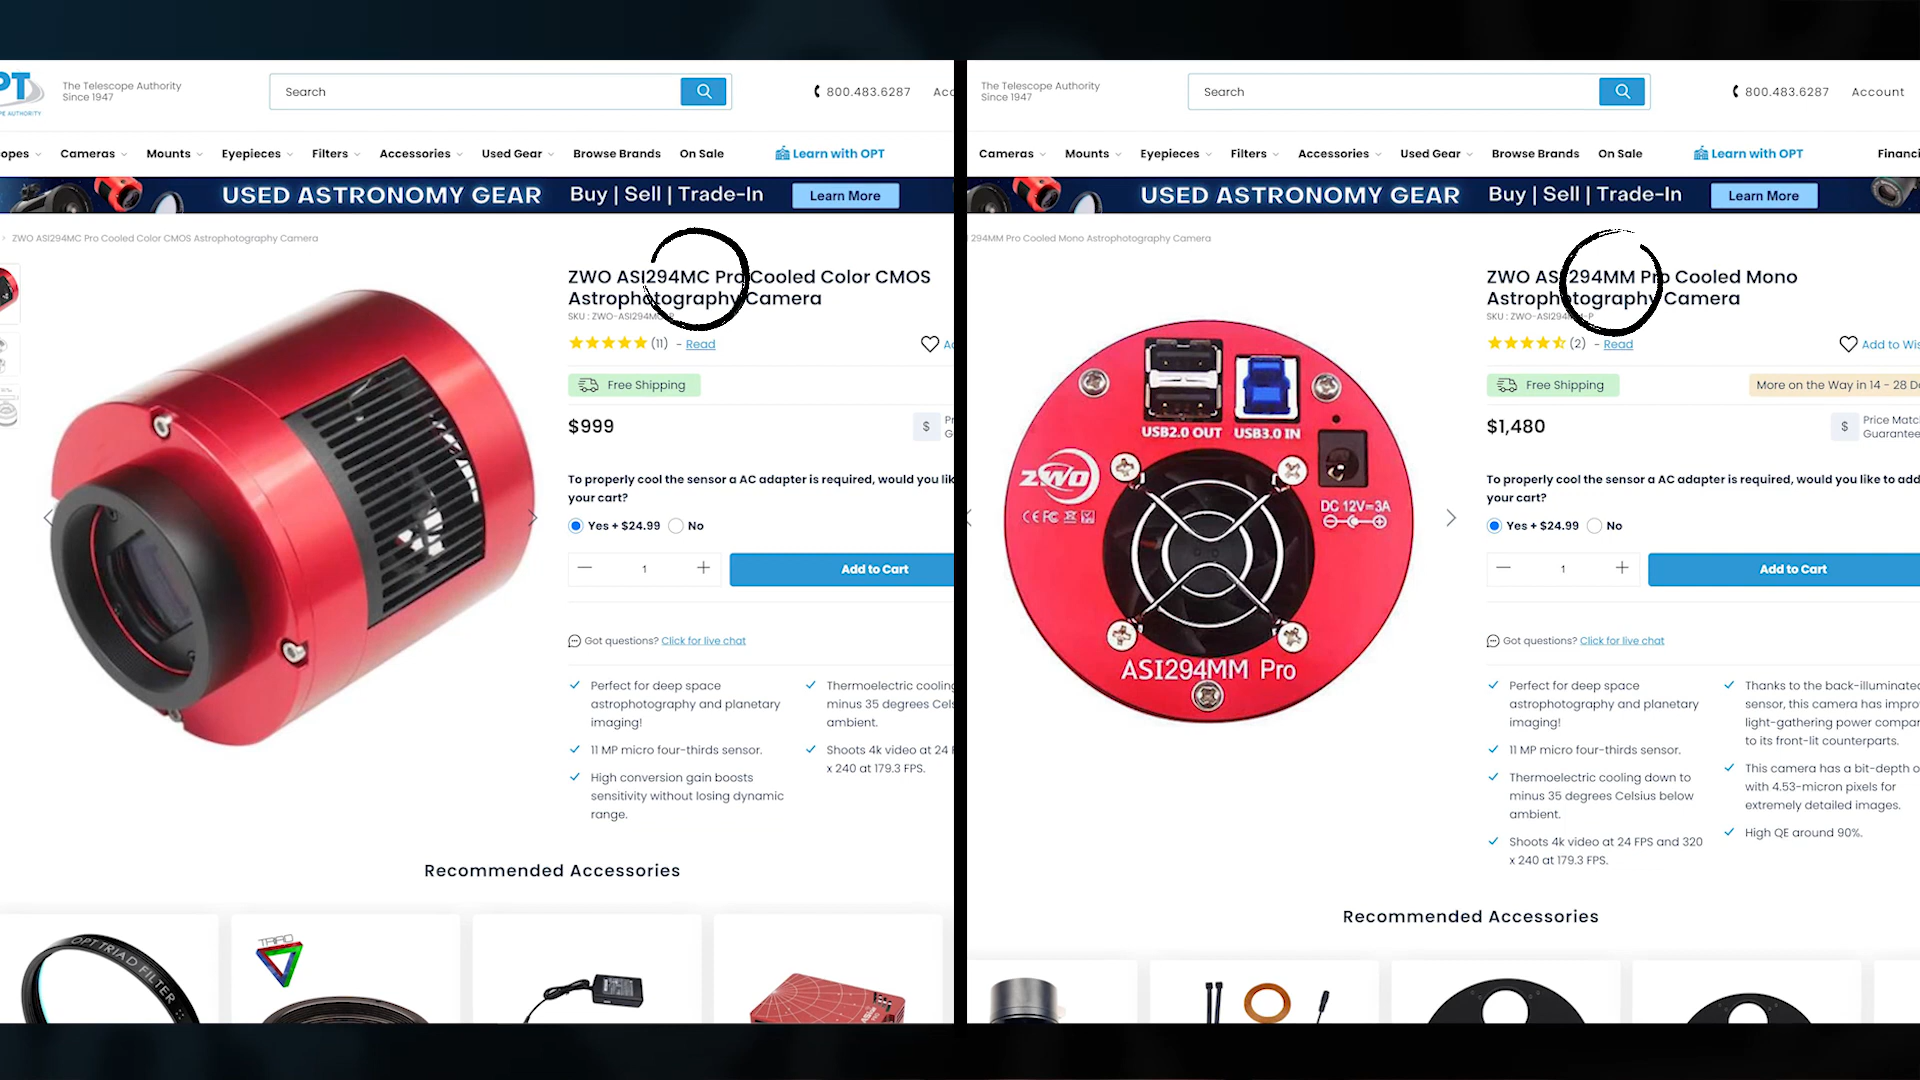 PT
The Telescope Authority
Since 1947
PE AUTHORITY
Search
800.483.6287
Acc
opes
Cameras
Mounts
Eyepieces
Filters
Accessories
Used Gear
Browse Brands
On Sale
Learn with OPT
USED ASTRONOMY GEAR
Buy | Sell | Trade-In
Learn More
> ZWO ASI294MC Pro Cooled Color CMOS Astrophotography Camera
ZWO ASI294MC Pro Cooled Color CMOS
Astrophotography Camera
SKU : ZWO-ASI294MC-P
(11) - Read
Free Shipping
$999
$
To properly cool the sensor a AC adapter is required, would you lik
your cart?
Yes + $24.99
No
1
Add to Cart
Got questions? Click for live chat
Perfect for deep space
astrophotography and planetary
imaging!
11 MP micro four-thirds sensor.
High conversion gain boosts
sensitivity without losing dynamic
range.
Thermoelectric cooling
minus 35 degrees Cels
ambient.
Shoots 4k video at 24 F
x 240 at 179.3 FPS.
Recommended Accessories
OPT TRIAD FILTER
TRIAD
The Telescope Authority
Since 1947
Search
800.483.6287
Account
Cameras
Mounts
Eyepieces
Filters
Accessories
Used Gear
Browse Brands
On Sale
Learn with OPT
Financi
USED ASTRONOMY GEAR
Buy | Sell | Trade-In
Learn More
294MM Pro Cooled Mono Astrophotography Camera
ZWO ASI294MM Pro Cooled Mono
Astrophotography Camera
SKU : ZWO-ASI294MM-P
(2) - Read
Add to Wis
Free Shipping
More on the Way in 14 - 28 D
$1,480
$
Price Matc
Guarantee
To properly cool the sensor a AC adapter is required, would you like to add
your cart?
Yes + $24.99
No
1
Add to Cart
Got questions? Click for live chat
USB2.0 OUT
USB3.0 IN
ZWO
CE FC
DC 12V=3A
ASI294MM Pro
Perfect for deep space
astrophotography and planetary
imaging!
11 MP micro four-thirds sensor.
Thermoelectric cooling down to
minus 35 degrees Celsius below
ambient.
Shoots 4k video at 24 FPS and 320
x 240 at 179.3 FPS.
Thanks to the back-illuminated
sensor, this camera has impro
light-gathering power compar
to its front-lit counterparts.
This camera has a bit-depth o
with 4.53-micron pixels for
extremely detailed images.
High QE around 90%.
Recommended Accessories